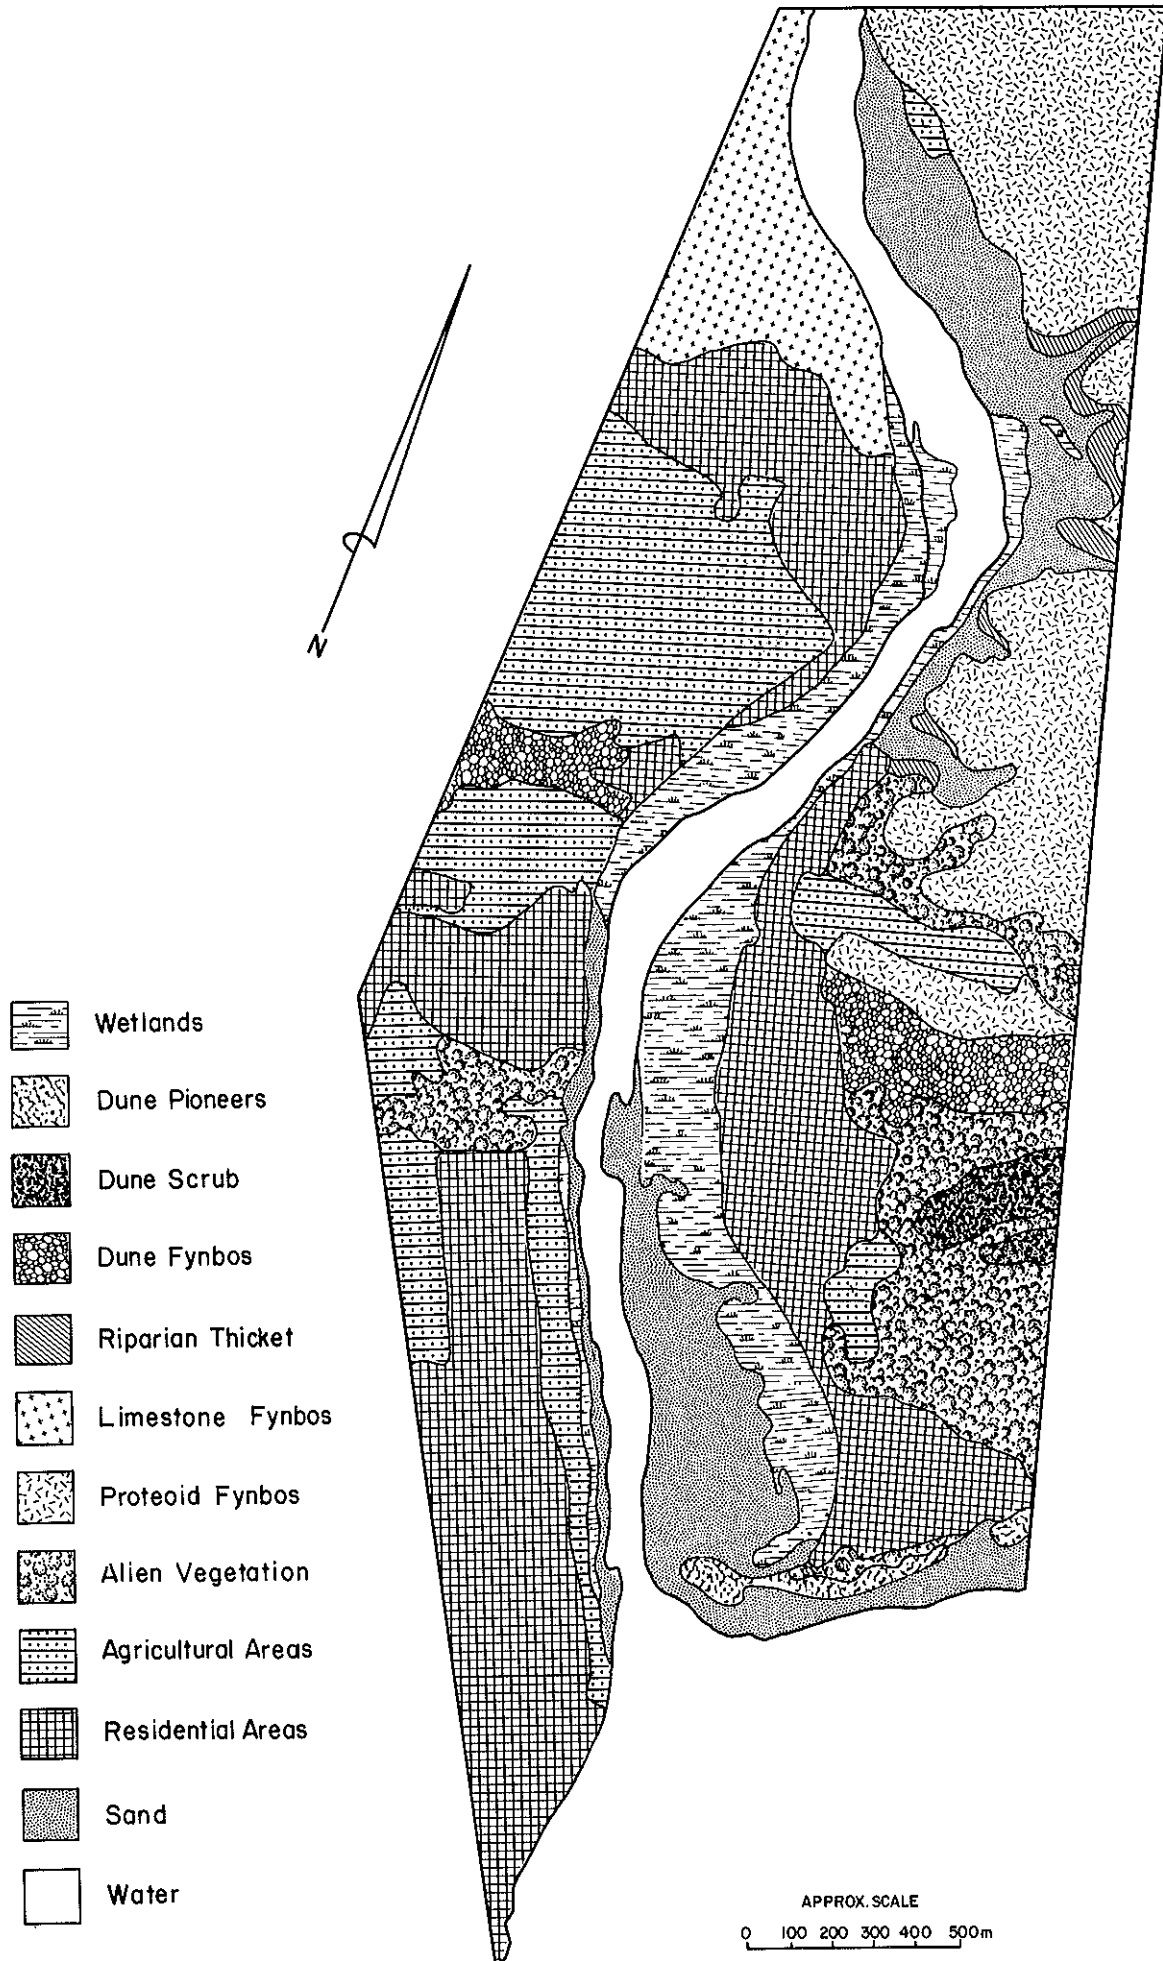 N
Wetlands
Dune Pioneers
Dune Scrub
Dune Fynbos
Riparian Thicket
Limestone Fynbos
Proteoid Fynbos
Alien Vegetation
Agricultural Areas
Residential Areas
Sand
Water
APPROX. SCALE
0 100 200 300 400 500m